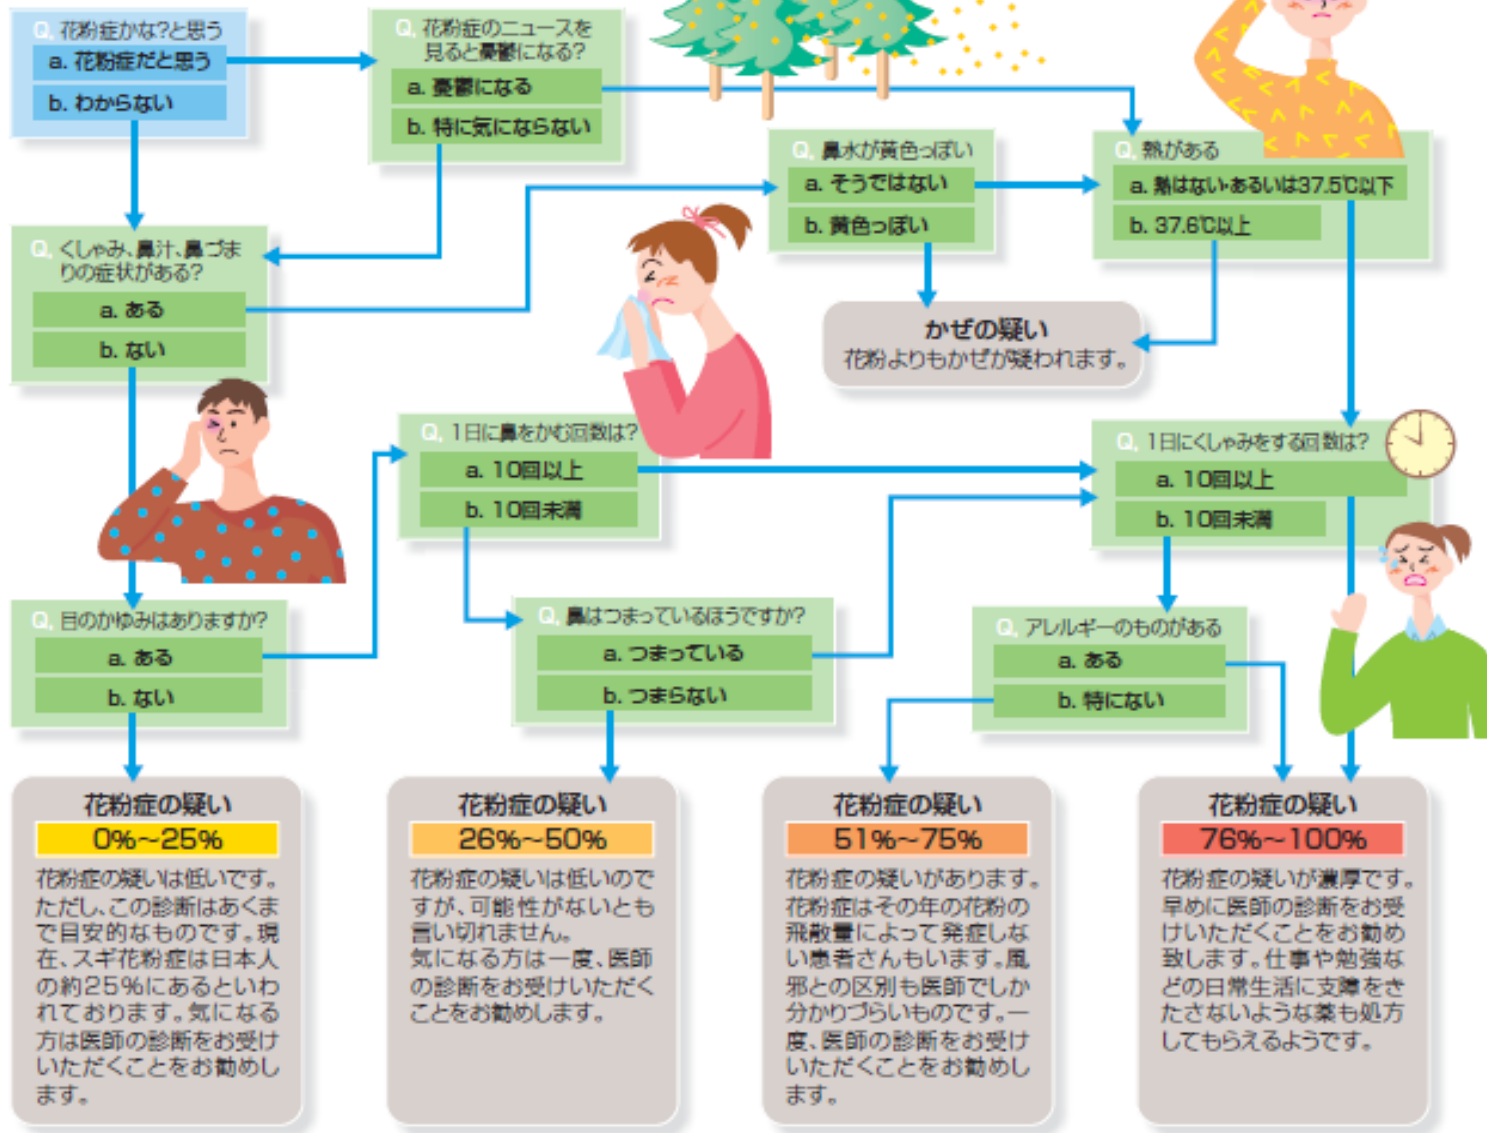 Q. 花粉症かな?と思う
a. 花粉症だと思う
b. わからない
Q. 花粉症のニュースを
見ると憂鬱になる?
a. 憂鬱になる
b. 特に気にならない
Q. 鼻水が黄色っぽい
a. そうではない
b. 黄色っぽい
Q. 熱がある
a. 熱はない・あるいは37.5℃以下
b. 37.6℃以上
Q. くしゃみ、鼻汁、鼻づま
りの症状がある?
a. ある
b. ない
かぜの疑い
花粉よりもかぜが疑われます。
Q. 1日に鼻をかむ回数は?
a. 10回以上
b. 10回未満
Q. 1日にくしゃみをする回数は?
a. 10回以上
b. 10回未満
Q. 目のかゆみはありますか?
a. ある
b. ない
Q. 鼻はつまっているほうですか?
a. つまっている
b. つまらない
Q. アレルギーのものがある
a. ある
b. 特にない
花粉症の疑い
0%〜25%
花粉症の疑いは低いです。
ただし、この診断はあくま
で目安的なものです。現
在、スギ花粉症は日本人
の約25%にあるといわ
れております。気になる
方は医師の診断をお受け
いただくことをお勧めし
ます。
花粉症の疑い
26%〜50%
花粉症の疑いは低いので
すが、可能性がないとも
言い切れません。
気になる方は一度、医師
の診断をお受けいただく
ことをお勧めします。
花粉症の疑い
51%〜75%
花粉症の疑いがあります。
花粉症はその年の花粉の
飛散量によって発症しな
い患者さんもいます。風
邪との区別も医師でしか
分かりづらいものです。一
度、医師の診断をお受け
いただくことをお勧めし
ます。
花粉症の疑い
76%〜100%
花粉症の疑いが濃厚です。
早めに医師の診断をお受
けいただくことをお勧め
致します。仕事や勉強な
どの日常生活に支障をき
たさないような薬も処方
してもらえるようです。